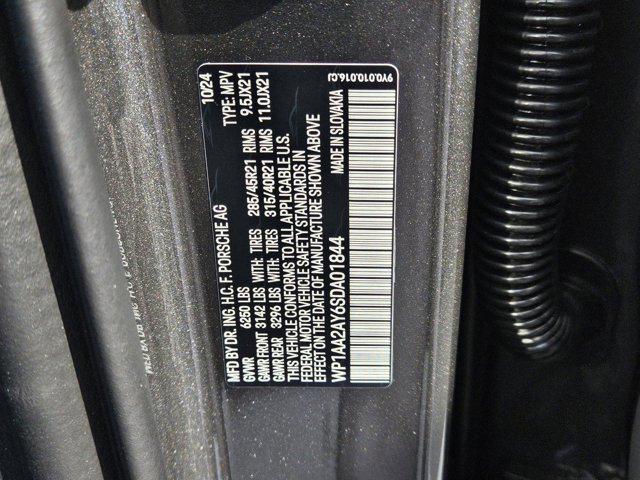 MFD BY DR. ING. H.C. F. PORSCHE AG 10/24
GVWR 6260 LBS TYPE: MPV
GAWR FRONT 3142 LBS WITH: TIRES 285/45R21 RIMS 9.5JX21
GAWR REAR 3296 LBS WITH: TIRES 315/40R21 RIMS 11.0JX21
THIS VEHICLE CONFORMS TO ALL APPLICABLE U.S.
FEDERAL MOTOR VEHICLE SAFETY STANDARDS IN
EFFECT ON THE DATE OF MANUFACTURE SHOWN ABOVE
WP1AA2AY6SDA01844 MADE IN SLOVAKIA
9Y0.010.016.CJ